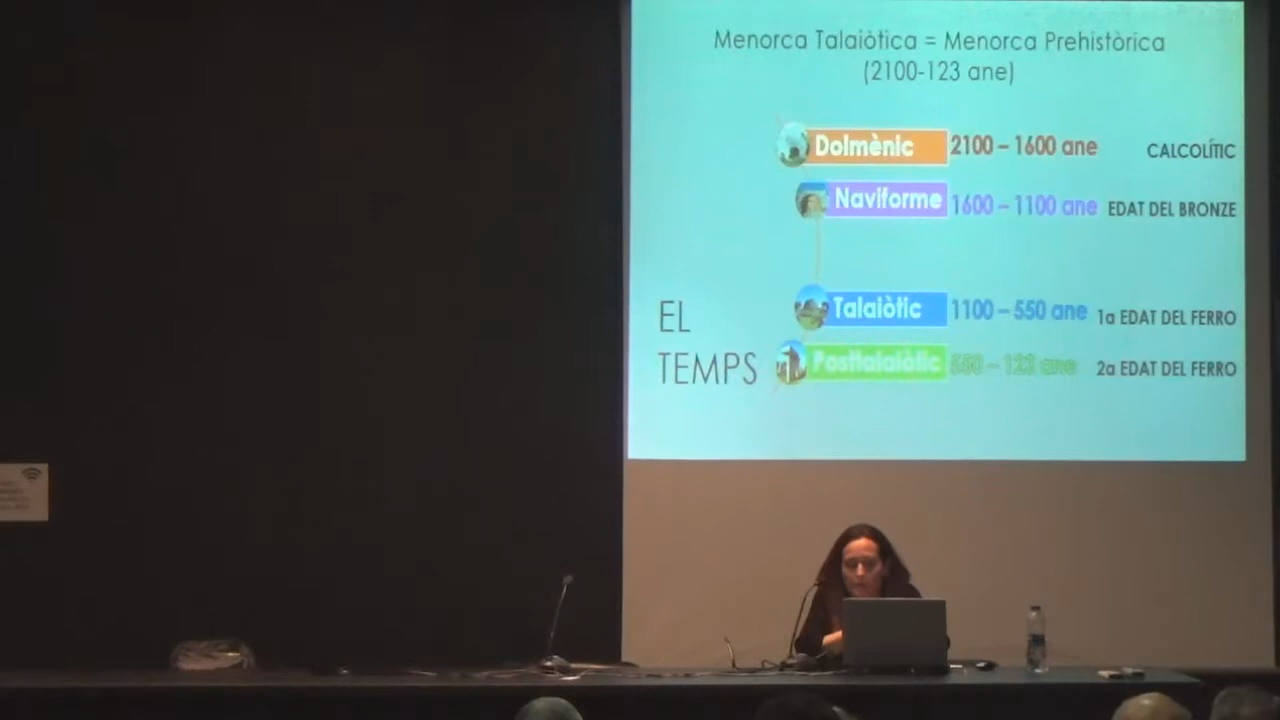 Menorca Talaiòtica = Menorca Prehistòrica
(2100-123 ane)
Dolmènic 2100 – 1600 ane CALCOLÍTIC
Naviforme 1600 – 1100 ane EDAT DEL BRONZE
Talaiòtic 1100 – 550 ane 1a EDAT DEL FERRO
Posttalaiòtic 550 – 123 ane 2a EDAT DEL FERRO
EL
TEMPS